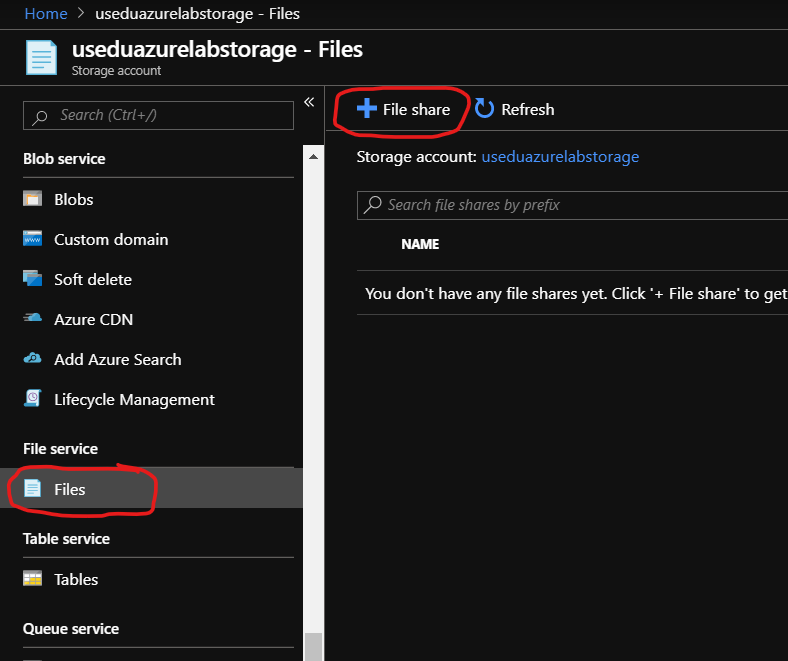 Home > useduazurelabstorage - Files
useduazurelabstorage - Files
Storage account
Search (Ctrl+/)
«
Blob service
Blobs
Custom domain
Soft delete
Azure CDN
Add Azure Search
Lifecycle Management
File service
Files
Table service
Tables
Queue service
+ File share
Refresh
Storage account: useduazurelabstorage
Search file shares by prefix
NAME
You don't have any file shares yet. Click '+ File share' to get